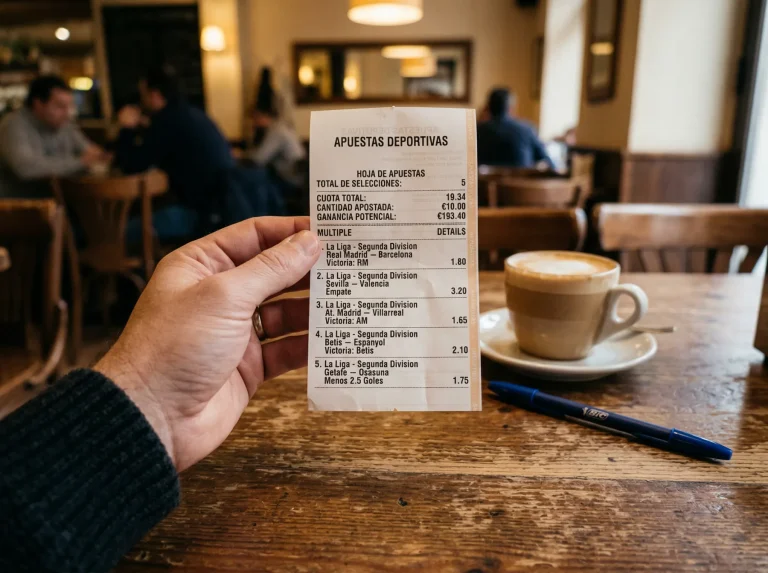 APUESTAS DEPORTIVAS
HOJA DE APUESTAS
TOTAL DE SELECCIONES: 5
CUOTA TOTAL: 19.34
CANTIDAD APOSTADA: €10.00
GANANCIA POTENCIAL: €193.40
MULTIPLE DETAILS
1. La Liga - Segunda Division
Real Madrid — Barcelona
Victoria: RM 1.80
2. La Liga - Segunda Division
Sevilla — Valencia
Empate 3.20
3. La Liga - Segunda Division
At. Madrid — Villarreal
Victoria: AM 1.65
4. La Liga - Segunda Division
Betis — Espanyol
Victoria: Betis 2.10
5. La Liga - Segunda Division
Getafe — Osasuna
Menos 2.5 Goles 1.75
BIC